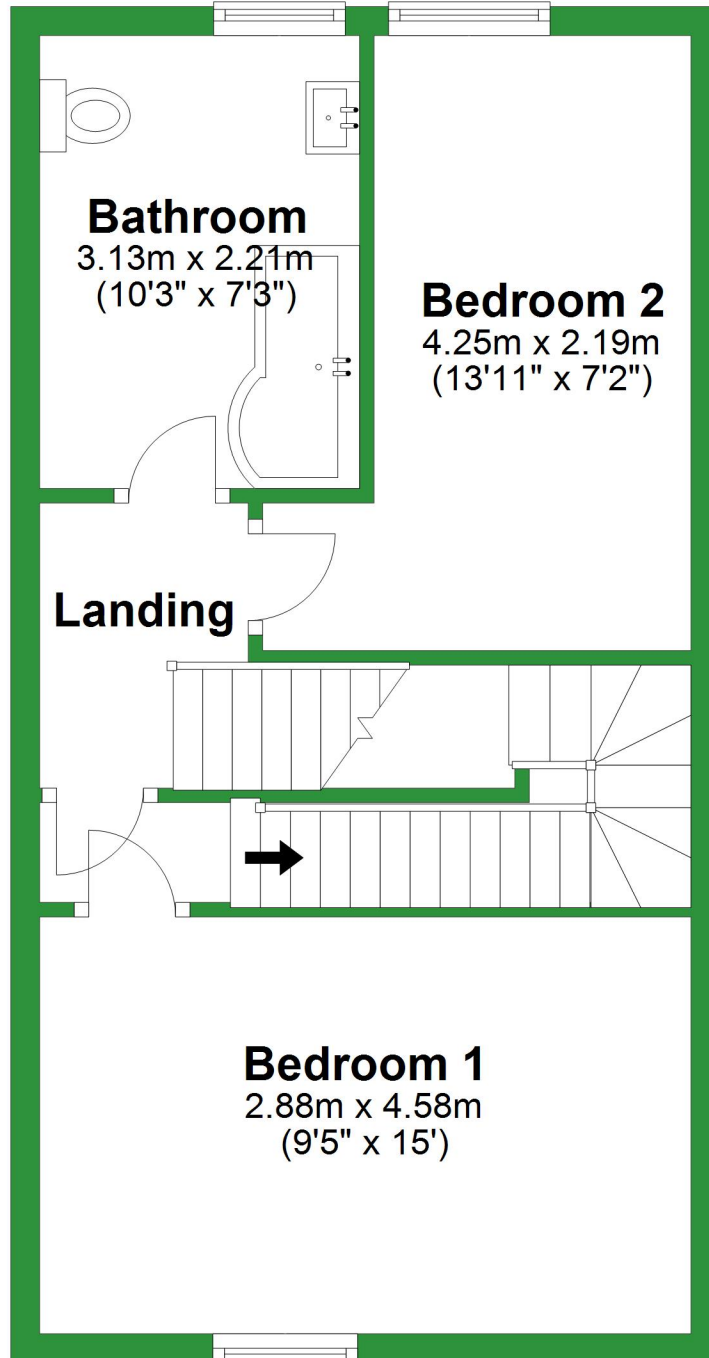 Bathroom
3.13m x 2.21m
(10'3" x 7'3")
Bedroom 2
4.25m x 2.19m
(13'11" x 7'2")
Landing
Bedroom 1
2.88m x 4.58m
(9'5" x 15')